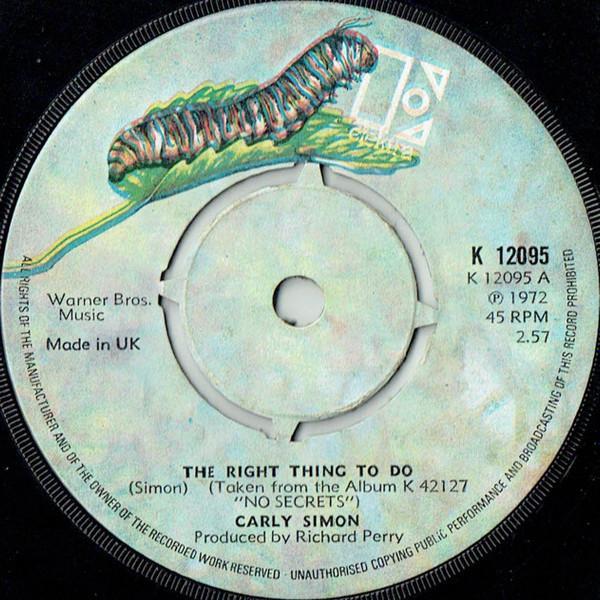 elektra
K 12095
K 12095 A
Ⓟ 1972
45 RPM
2.57
Warner Bros.
Music
Made in UK
THE RIGHT THING TO DO
(Simon) (Taken from the Album K 42127
"NO SECRETS")
CARLY SIMON
Produced by Richard Perry
ALL RIGHTS OF THE MANUFACTURER AND OF THE OWNER OF THE RECORDED WORK RESERVED · UNAUTHORISED COPYING PUBLIC PERFORMANCE AND BROADCASTING OF THIS RECORD PROHIBITED